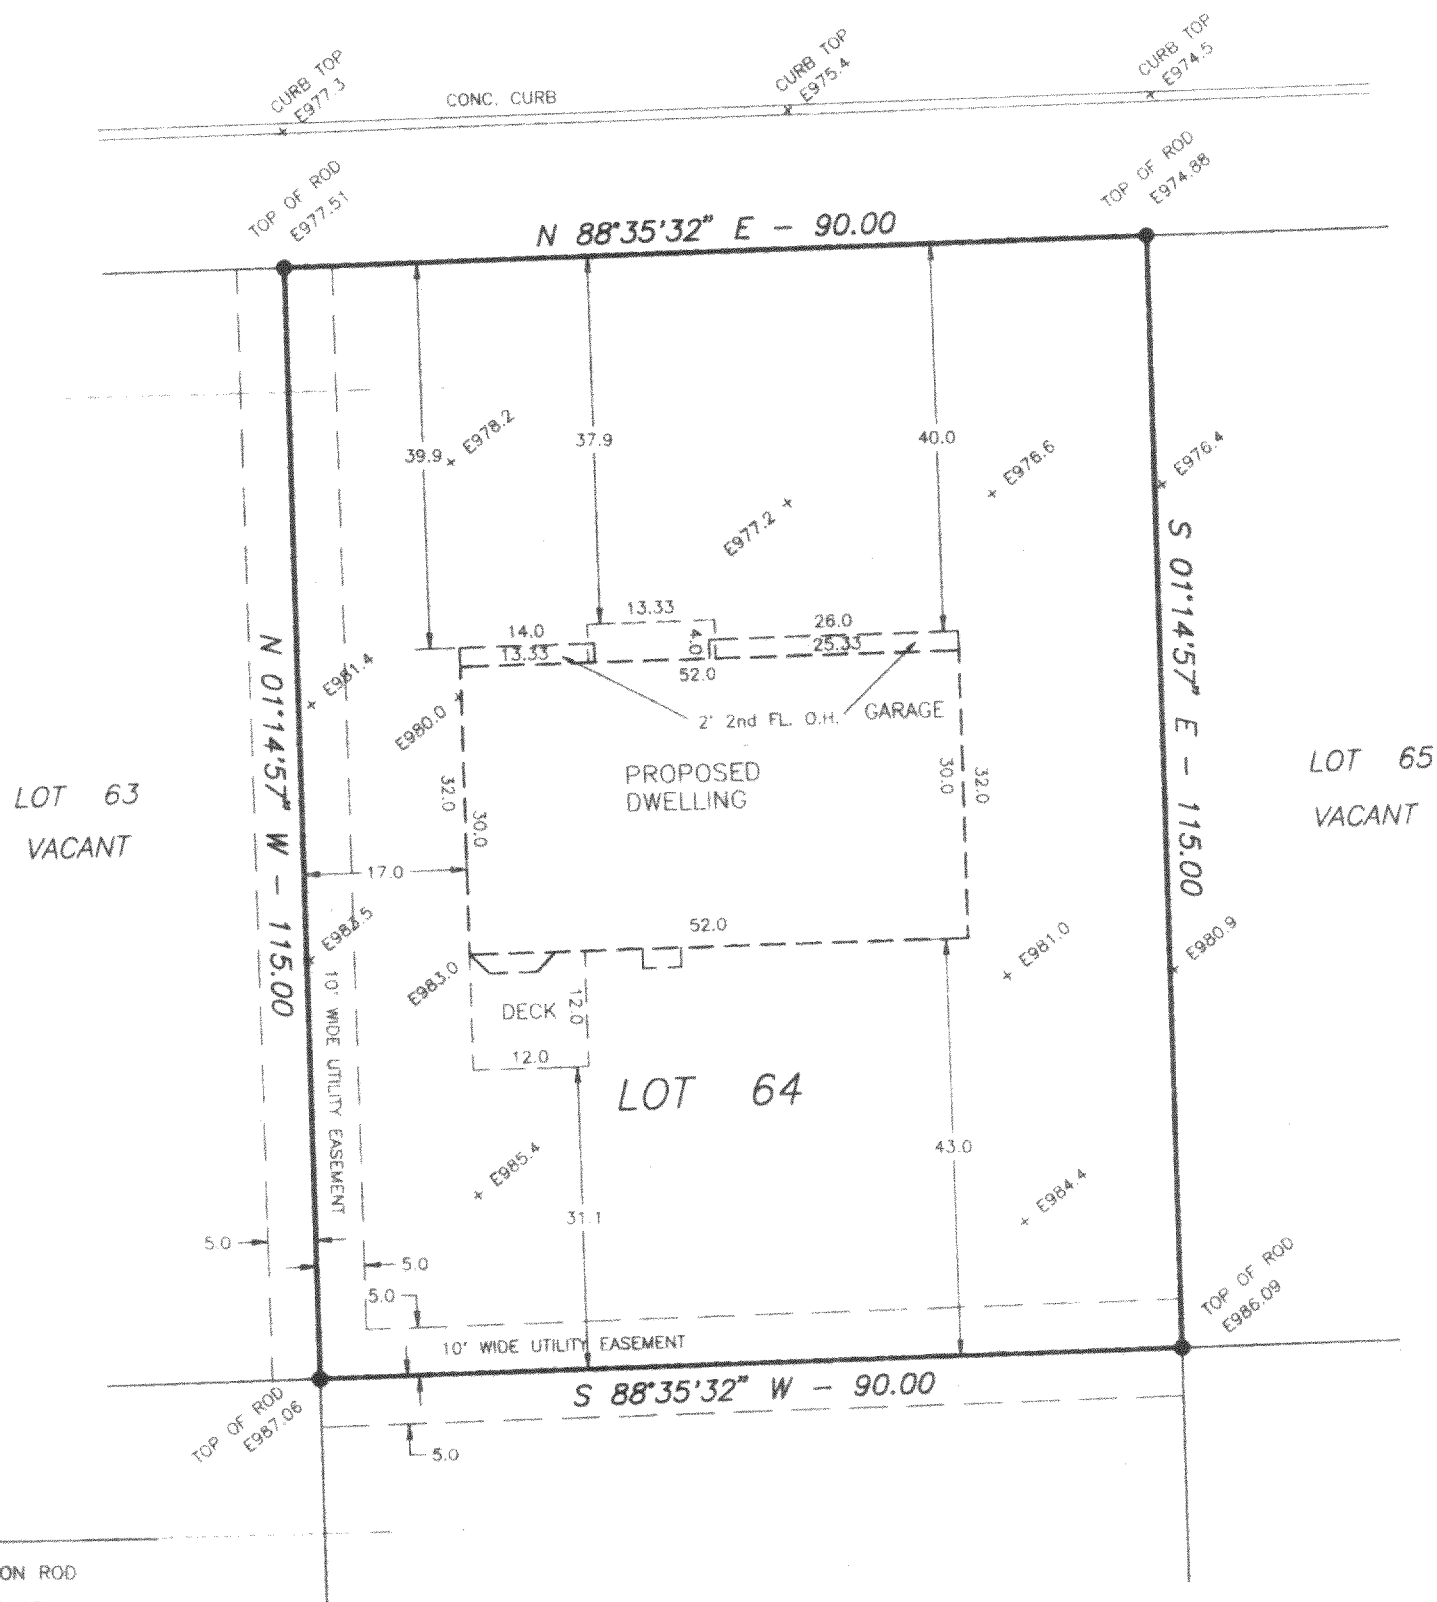 CURB TOP
E977.3
CONC. CURB
CURB TOP
E975.4
CURB TOP
E974.5
TOP OF ROD
E977.51
TOP OF ROD
E974.88
N 88°35'32" E - 90.00
39.9
E978.2
37.9
40.0
E976.6
E976.4
E977.2
S 01°14'57" E - 115.00
N 01°14'57" W - 115.00
14.0
13.33
13.33
4.0
26.0
25.33
52.0
E981.4
E980.0
2' 2nd FL. O.H.
GARAGE
PROPOSED
DWELLING
32.0
30.0
30.0
32.0
LOT 63
VACANT
LOT 65
VACANT
17.0
52.0
E983.5
E983.0
E981.0
E980.9
DECK
12.0
12.0
10' WIDE UTILITY EASEMENT
LOT 64
43.0
E985.4
E984.4
31.1
5.0
5.0
5.0
10' WIDE UTILITY EASEMENT
TOP OF ROD
E986.09
S 88°35'32" W - 90.00
TOP OF ROD
E987.06
5.0
ON ROD